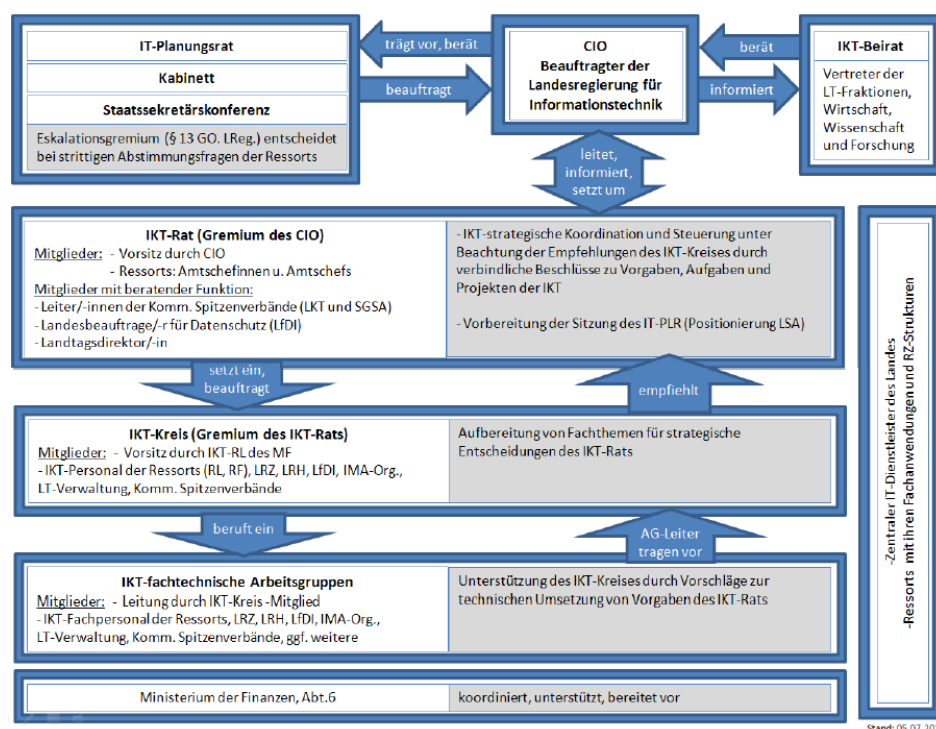 IT-Planungsrat
Kabinett
Staatssekretärskonferenz
Eskalationsgremium (§ 13 GO. LReg.) entscheidet
bei strittigen Abstimmungsfragen der Ressorts
trägt vor, berät
beauftragt
CIO
Beauftragter der
Landesregierung für
Informationstechnik
berät
informiert
IKT-Beirat
Vertreter der
LT-Fraktionen,
Wirtschaft,
Wissenschaft
und Forschung
leitet,
informiert,
setzt um
IKT-Rat (Gremium des CIO)
Mitglieder: - Vorsitz durch CIO
- Ressorts: Amtschefinnen u. Amtschefs
Mitglieder mit beratender Funktion:
-Leiter/-innen der Komm. Spitzenverbände (LKT und SGSA)
-Landesbeauftrage/-r für Datenschutz (LfDI)
-Landtagsdirektor/-in
- IKT-strategische Koordination und Steuerung unter
Beachtung der Empfehlungen des IKT-Kreises durch
verbindliche Beschlüsse zu Vorgaben, Aufgaben und
Projekten der IKT
- Vorbereitung der Sitzung des IT-PLR (Positionierung LSA)
setzt ein,
beauftragt
empfiehlt
IKT-Kreis (Gremium des IKT-Rats)
Mitglieder: - Vorsitz durch IKT-RL des MF
- IKT-Personal der Ressorts (RL, RF), LRZ, LRH, LfDI, IMA-Org.,
LT-Verwaltung, Komm. Spitzenverbände
Aufbereitung von Fachthemen für strategische
Entscheidungen des IKT-Rats
beruft ein
AG-Leiter
tragen vor
IKT-fachtechnische Arbeitsgruppen
Mitglieder: - Leitung durch IKT-Kreis -Mitglied
- IKT-Fachpersonal der Ressorts, LRZ, LRH, LfDI, IMA-Org.,
LT-Verwaltung, Komm. Spitzenverbände, ggf. weitere
Unterstützung des IKT-Kreises durch Vorschläge zur
technischen Umsetzung von Vorgaben des IKT-Rats
Ministerium der Finanzen, Abt.6
koordiniert, unterstützt, bereitet vor
-Zentraler IT-Dienstleister des Landes
-Ressorts mit ihren Fachanwendungen und RZ-Strukturen
Stand: 05.07.20